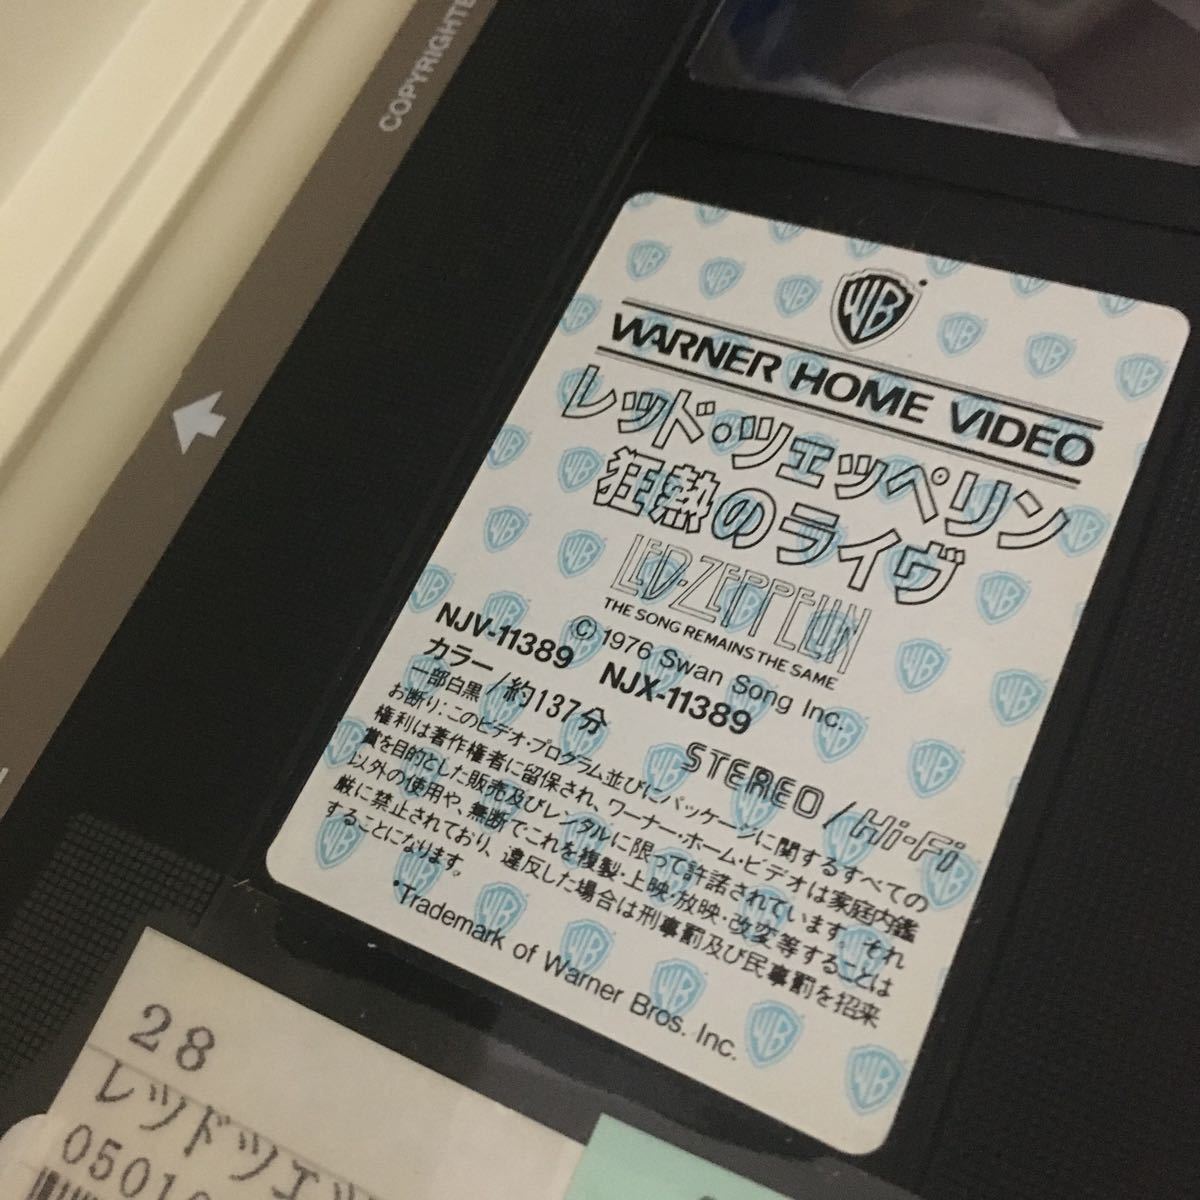 COPYRIGHTE
WB
WARNER HOME VIDEO
レッド・ツェッペリン
狂熱のライヴ
LED-ZEPPELIN
THE SONG REMAINS THE SAME
© 1976 Swan Song Inc.
NJV-11389 NJX-11389
カラー/約137分
一部白黒
STEREO/Hi-Fi
お断り:このビデオ・プログラム並びにパッケージに関するすべての
権利は著作権者に留保され、ワーナー・ホーム・ビデオは家庭内鑑
賞を目的とした販売及びレンタルに限って許諾されています。それ
以外の使用や、無断でこれを複製・上映・放映・改変等することは
厳に禁止されており、違反した場合は刑事罰及び民事罰を招来
することになります。
*Trademark of Warner Bros. Inc.
28
レツドツエツ
0501